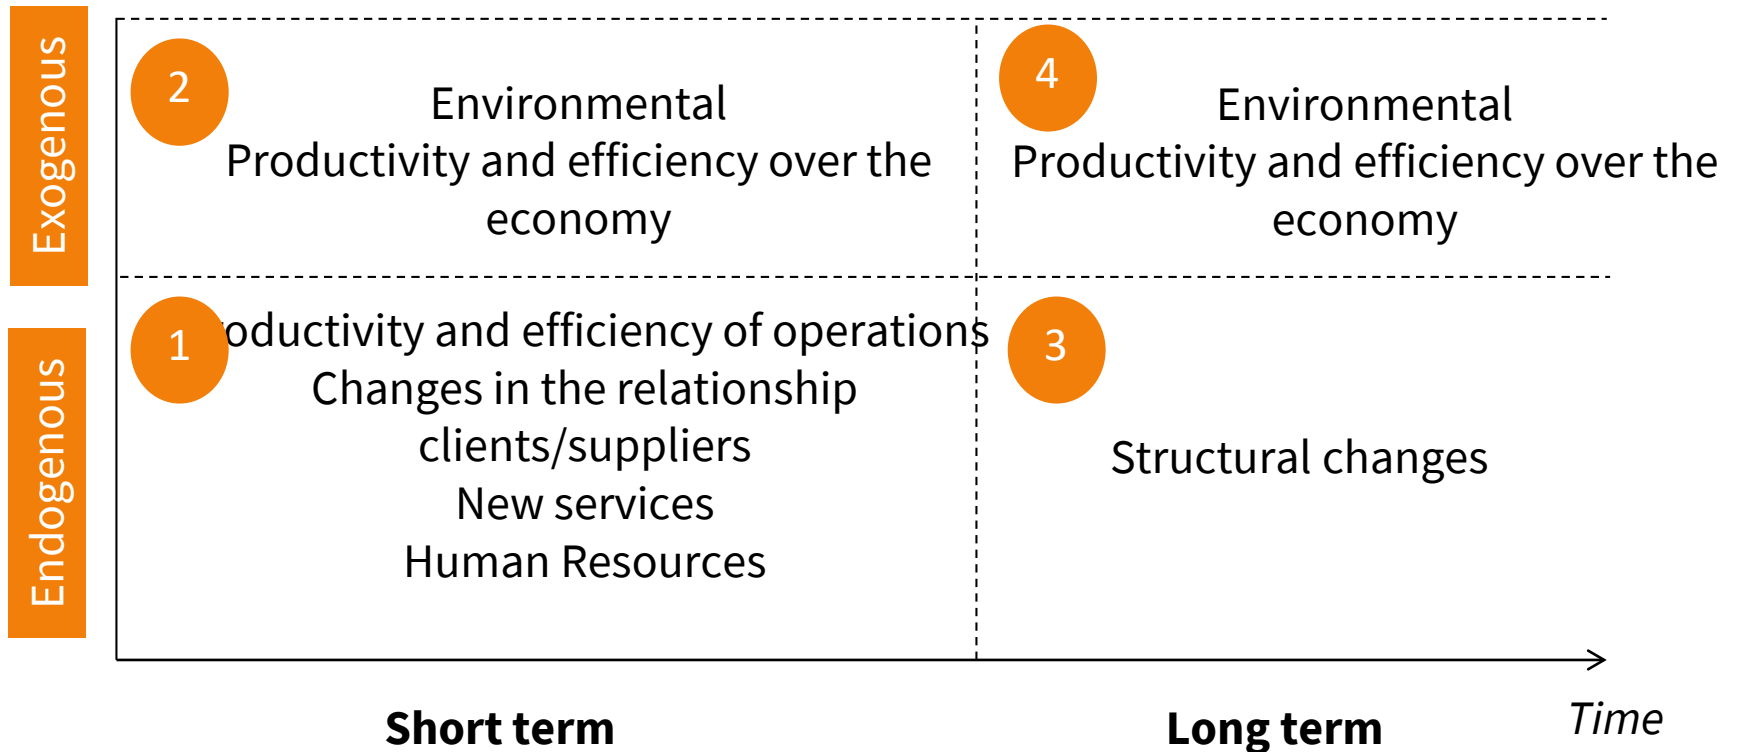 Exogenous
2
Environmental
Productivity and efficiency over the
economy
4
Environmental
Productivity and efficiency over the
economy
Endogenous
1
oductivity and efficiency of operations
Changes in the relationship
clients/suppliers
New services
Human Resources
3
Structural changes
Short term
Long term
Time